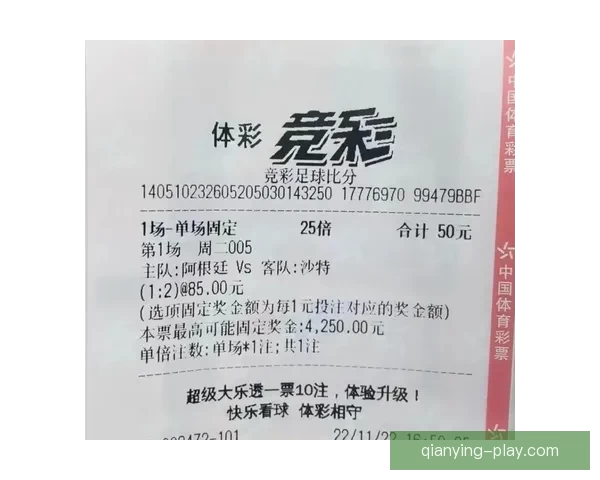 体彩 竞彩
竞彩足球比分
140510232605205030143250 17776970 99479BBF
1场-单场固定 25倍 合计 50元
第1场 周二005
主队:阿根廷 Vs 客队:沙特
(1:2)@85.00元
(选项固定奖金额为每1元投注对应的奖金额)
本票最高可能固定奖金:4,250.00元
单倍注数:单场*1注;共1注
超级大乐透一票10注，体验升级！
快乐看球 体彩相守
22/11/22
中国体育彩票
中国体育彩票
qianying-play.com